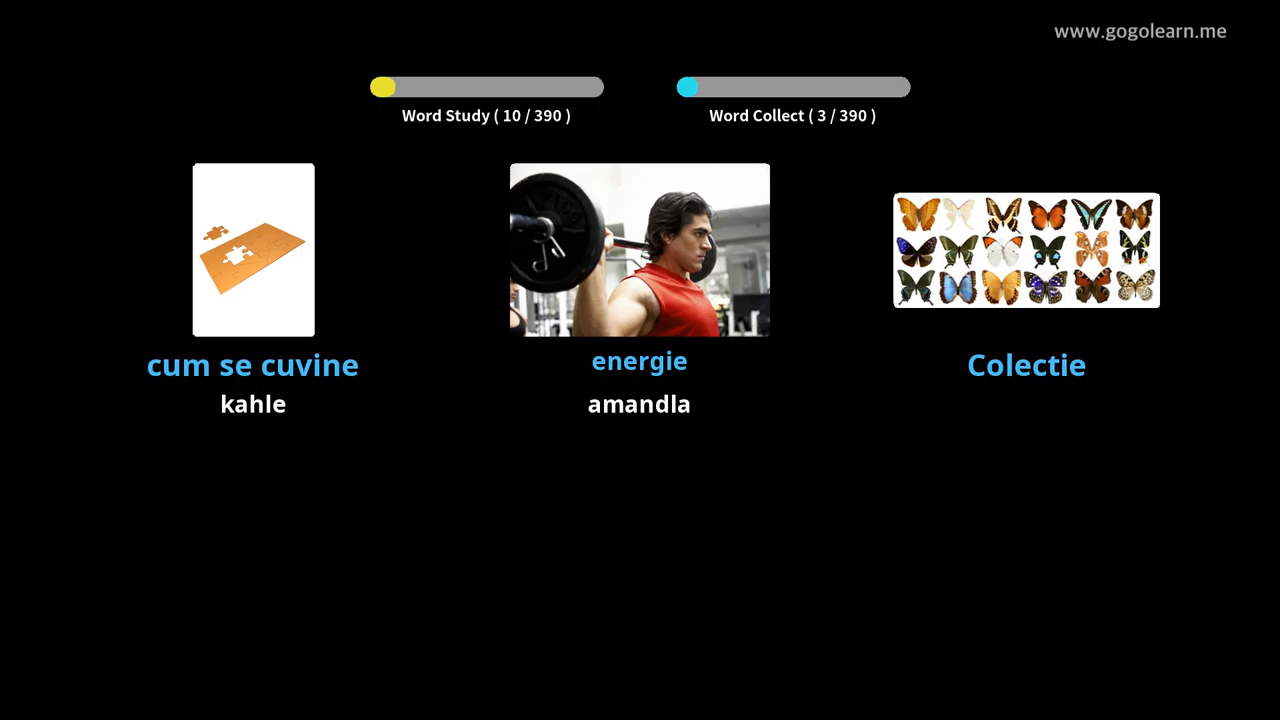 www.gogolearn.me
Word Study ( 10 / 390 )
Word Collect ( 3 / 390 )
cum se cuvine
kahle
energie
amandla
Colectie